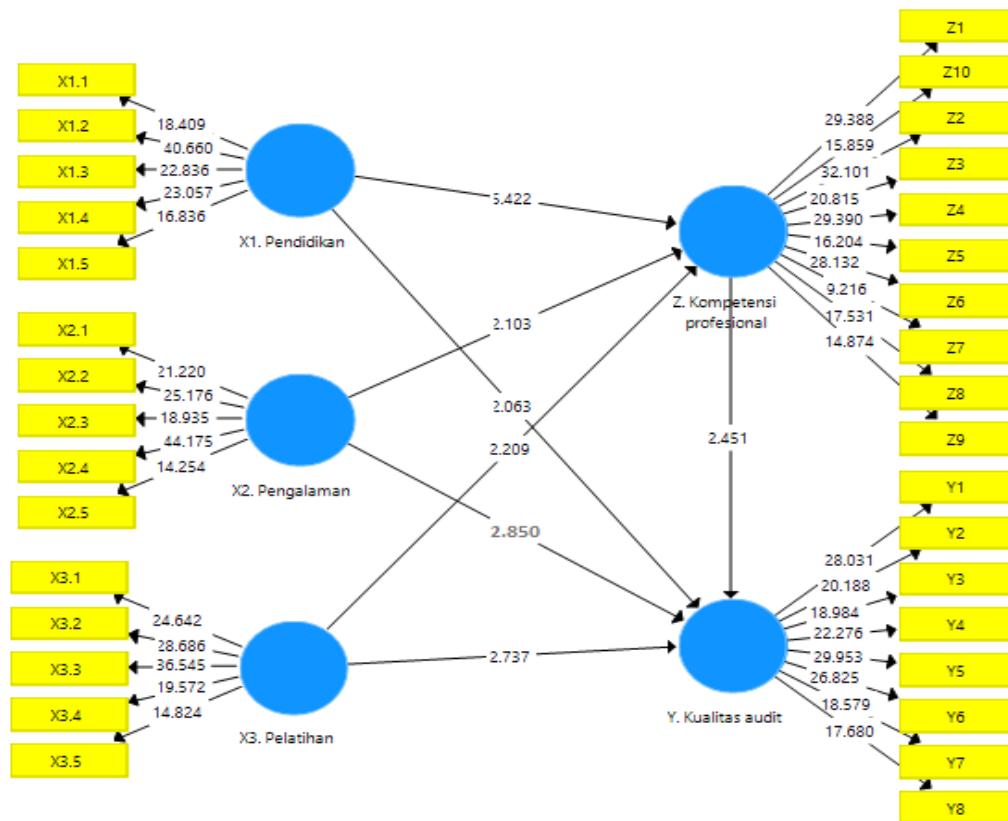 X1.1
X1.2
X1.3
X1.4
X1.5
18.409
40.660
22.836
23.057
16.836
X1. Pendidikan
X2.1
X2.2
X2.3
X2.4
X2.5
21.220
25.176
18.935
44.175
14.254
X2. Pengalaman
X3.1
X3.2
X3.3
X3.4
X3.5
24.642
28.686
36.545
19.572
14.824
X3. Pelatihan
2.103
2.063
2.209
2.850
2.737
2.451
Z. Kompetensi
profesional
29.388
15.859
32.101
20.815
29.390
16.204
28.132
9.216
17.531
14.874
Z1
Z10
Z2
Z3
Z4
Z5
Z6
Z7
Z8
Z9
Y. Kualitas audit
28.031
20.188
18.984
22.276
29.953
26.825
18.579
17.680
Y1
Y2
Y3
Y4
Y5
Y6
Y7
Y8